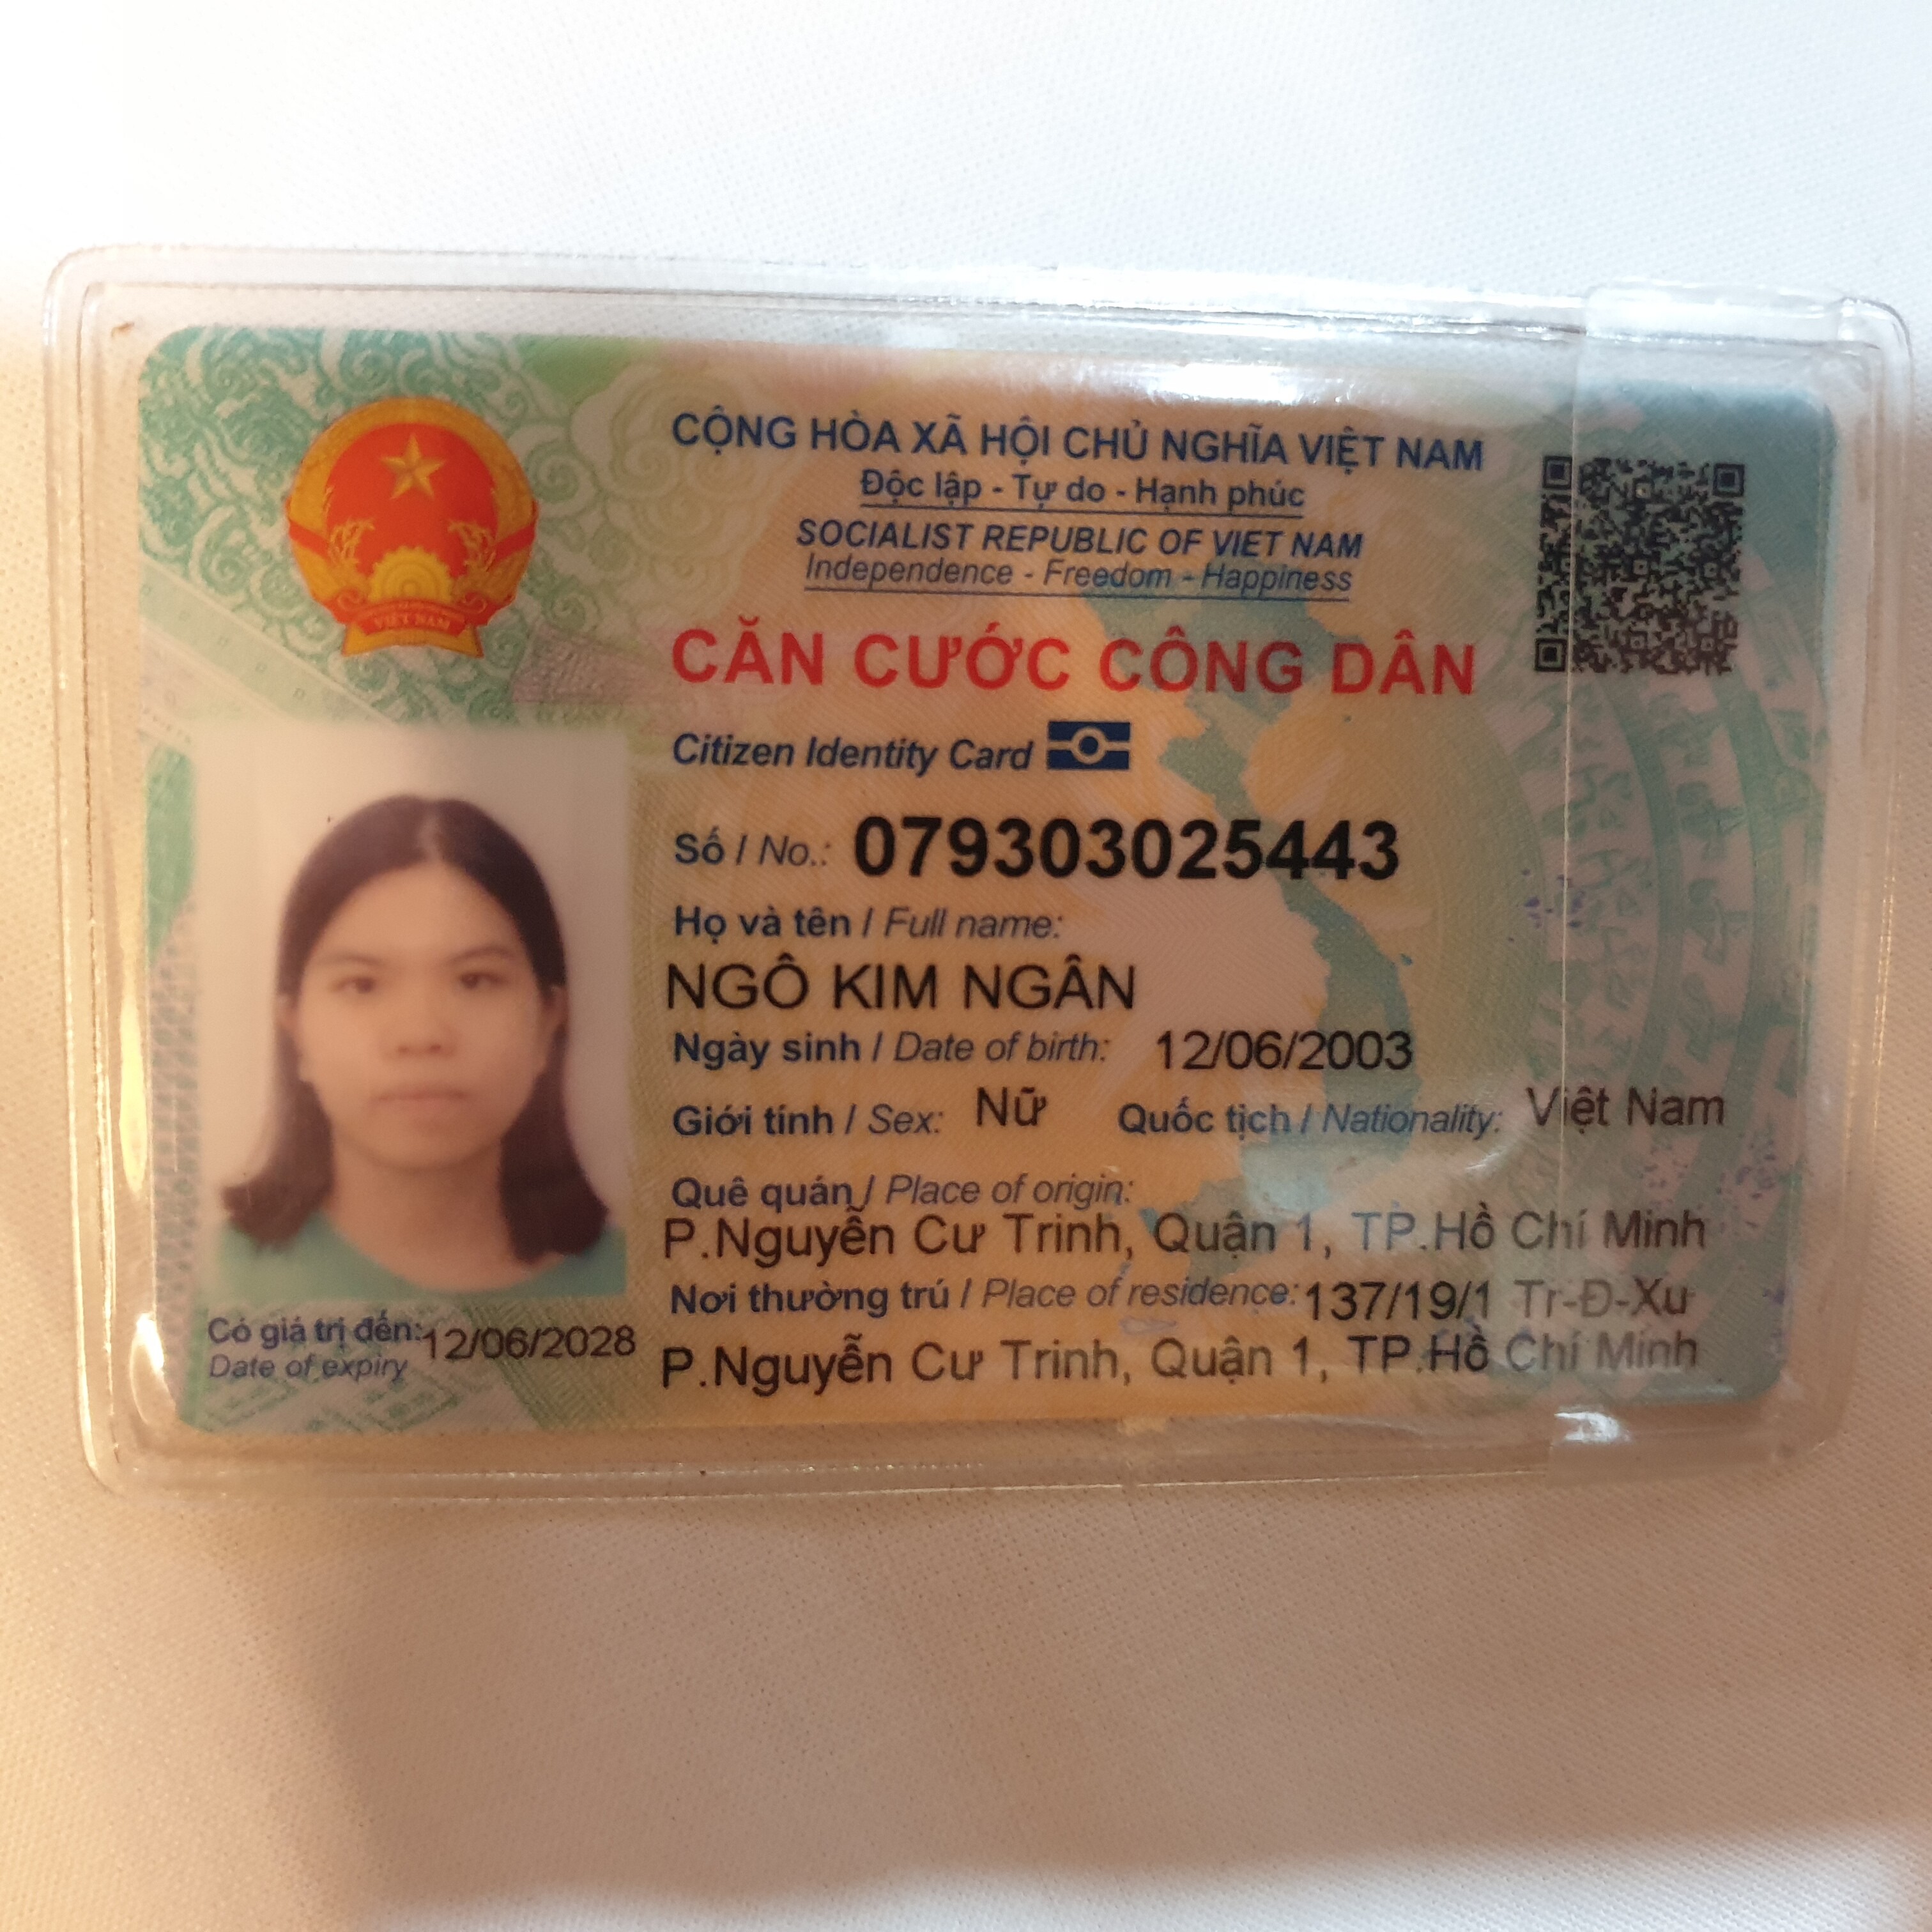 CỘNG HÒA XÃ HỘI CHỦ NGHĨA VIỆT NAM
Độc lập - Tự do - Hạnh phúc
SOCIALIST REPUBLIC OF VIET NAM
Independence - Freedom - Happiness
VIỆT NAM
CĂN CƯỚC CÔNG DÂN
Citizen Identity Card
Số / No.: 079303025443
Họ và tên / Full name:
NGÔ KIM NGÂN
Ngày sinh / Date of birth: 12/06/2003
Giới tính / Sex: Nữ Quốc tịch / Nationality: Việt Nam
Quê quán / Place of origin:
P.Nguyễn Cư Trinh, Quận 1, TP.Hồ Chí Minh
Nơi thường trú / Place of residence: 137/19/1 Tr-Đ-Xu
P.Nguyễn Cư Trinh, Quận 1, TP.Hồ Chí Minh
Có giá trị đến: 12/06/2028
Date of expiry